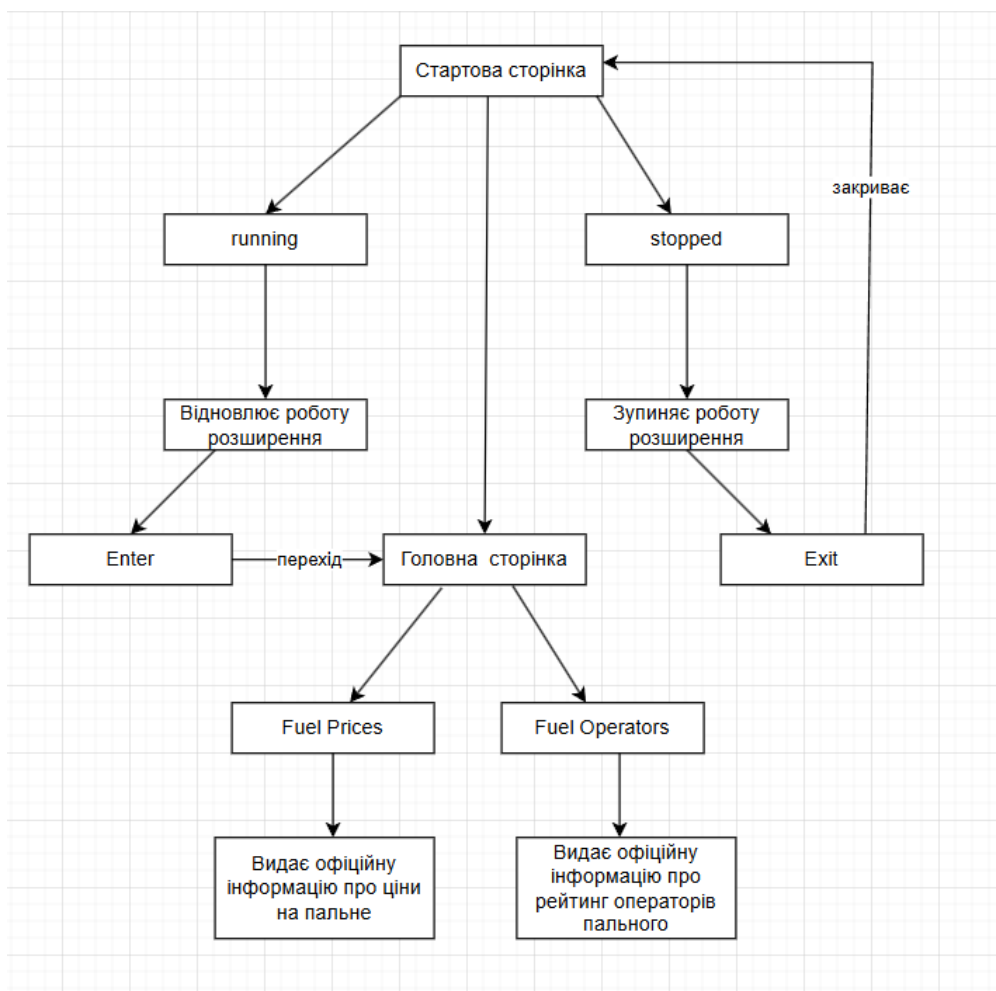 Стартова сторінка
закриває
running
stopped
Відновлює роботу
розширення
Зупиняє роботу
розширення
Enter
перехід
Головна сторінка
Exit
Fuel Prices
Fuel Operators
Видає офіційну
інформацію про ціни
на пальне
Видає офіційну
інформацію про
рейтинг операторів
пального